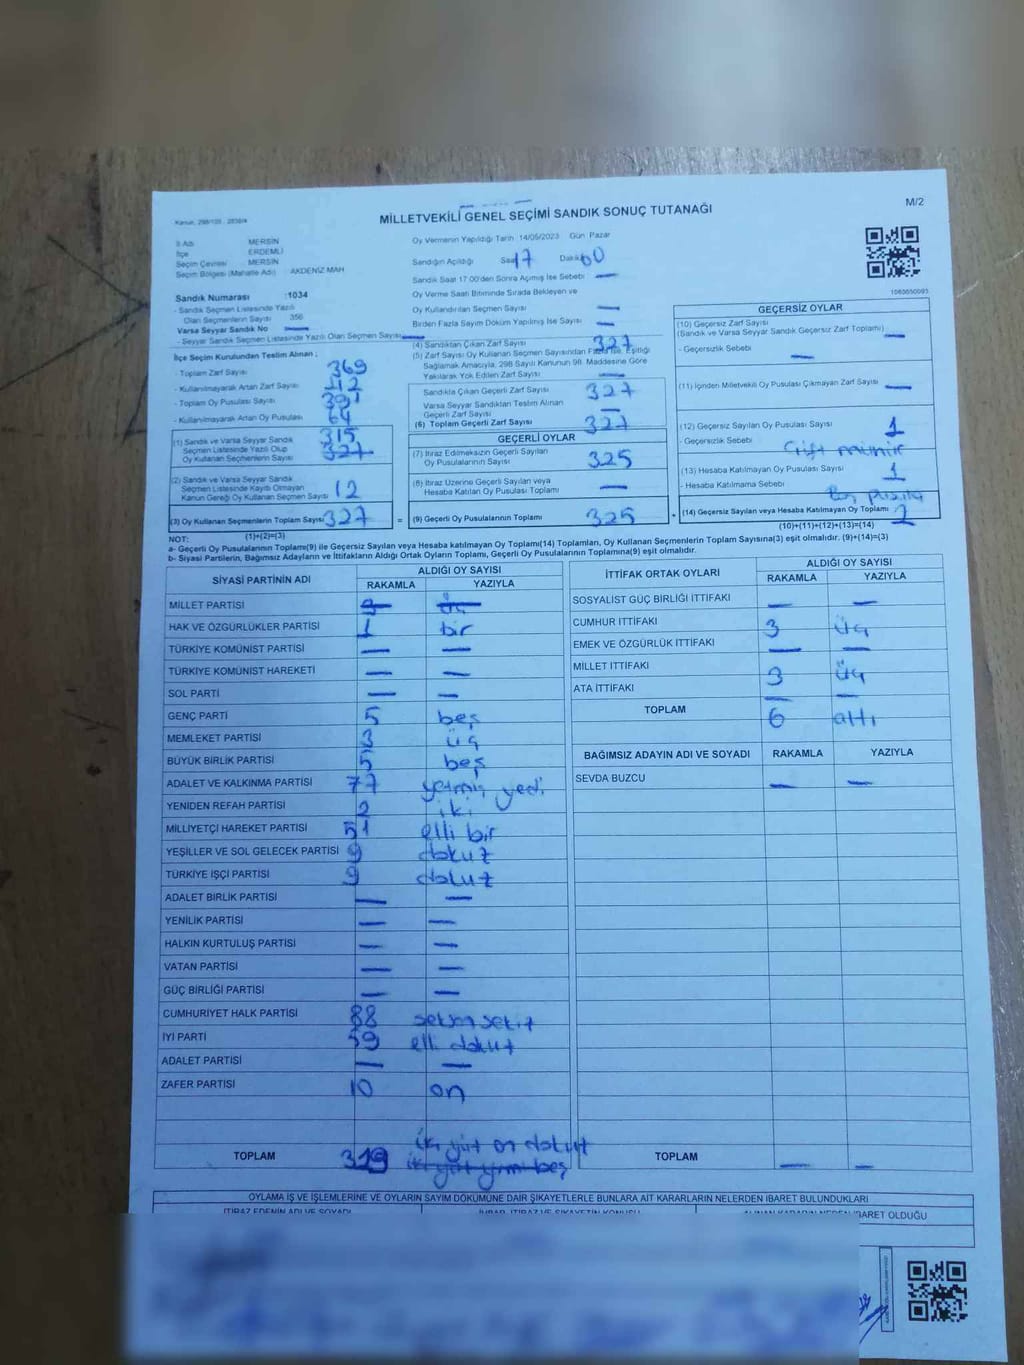 Kanun, 298/105 . 2839/4
MİLLETVEKİLİ GENEL SEÇİMİ SANDIK SONUÇ TUTANAĞI
M/2
İl Adı MERSİN
İlçe ERDEMLİ
Seçim Çevresi MERSİN
Seçim Bölgesi (Mahalle Adı) AKDENİZ MAH
Oy Vermenin Yapıldığı Tarih 14/05/2023 Gün Pazar
Sandığın Açıldığı Saat 17 Dakika 00
Sandık Saat 17 00'den Sonra Açılmış İse Sebebi —
1083650093
Sandık Numarası :1034
- Sandık Listesinde Yazılı
Olan Seçmenlerin Sayısı 356
Varsa Seyyar Sandık No —
- Seyyar Sandık Listesinde Yazılı Olan Seçmen Sayısı —
Oy Verme Saati Bitiminde Sırada Bekleyen ve
Oy Kullandırılan Seçmen Sayısı —
Birden Fazla Sayım Döküm Yapılmış İse Sayısı —
İlçe Seçim Kurulundan Teslim Alınan ;
- Toplam Zarf Sayısı 369
- Kullanılmayarak Artan Zarf Sayısı
- Toplam Oy Pusulası Sayısı
- Kullanılmayarak Artan Oy Pusulası 64
(1) Sandık ve Varsa Seyyar Sandık
Seçmen Listesinde Yazılı Olup
Oy Kullanan Seçmenlerin Sayısı 315 327
(2) Sandık ve Varsa Seyyar Sandık
Seçmen Listesinde Kayıtlı Olmayan
Kanun Gereği Oy Kullanan Seçmen Sayısı 12
(3) Oy Kullanan Seçmenlerin Toplam Sayısı 327
(1)+(2)=(3)
(4) Sandıktan Çıkan Zarf Sayısı 327
(5) Zarf Sayısı Oy Kullanan Seçmen Sayısından Fazla İse, Eşitliği
Sağlamak Amacıyla, 298 Sayılı Kanunun 98. Maddesine Göre
Yakılarak Yok Edilen Zarf Sayısı —
Sandıkta Çıkan Geçerli Zarf Sayısı 327
Varsa Seyyar Sandıktan Teslim Alınan
Geçerli Zarf Sayısı —
(6) Toplam Geçerli Zarf Sayısı 327
GEÇERLİ OYLAR
(7) İtiraz Edilmeksizin Geçerli Sayılan
Oy Pusulalarının Sayısı 325
(8) İtiraz Üzerine Geçerli Sayılan veya
Hesaba Katılan Oy Pusulası Toplamı —
= (9) Geçerli Oy Pusulalarının Toplamı 325 +
GEÇERSİZ OYLAR
(10) Geçersiz Zarf Sayısı
(Sandık ve Varsa Seyyar Sandık Geçersiz Zarf Toplamı) —
- Geçersizlik Sebebi —
(11) İçinden Milletvekili Oy Pusulası Çıkmayan Zarf Sayısı —
(12) Geçersiz Sayılan Oy Pusulası Sayısı 1
- Geçersizlik Sebebi Çift mühür
(13) Hesaba Katılmayan Oy Pusulası Sayısı 1
- Hesaba Katılmama Sebebi
(14) Geçersiz Sayılan veya Hesaba Katılmayan Oy Toplamı 2
(10)+(11)+(12)+(13)=(14)
NOT:
a- Geçerli Oy Pusulalarının Toplamı(9) ile Geçersiz Sayılan veya Hesaba katılmayan Oy Toplamı(14) Toplamları, Oy Kullanan Seçmenlerin Toplam Sayısına(3) eşit olmalıdır. (9)+(14)=(3)
b- Siyasi Partilerin, Bağımsız Adayların ve İttifakların Aldığı Ortak Oyların Toplamı, Geçerli Oy Pusulalarının Toplamına(9) eşit olmalıdır.
SİYASİ PARTİNİN ADI ALDIĞI OY SAYISI
RAKAMLA YAZIYLA
MİLLET PARTİSİ 3 üç
HAK VE ÖZGÜRLÜKLER PARTİSİ 1 bir
TÜRKİYE KOMÜNİST PARTİSİ — —
TÜRKİYE KOMÜNİST HAREKETİ — —
SOL PARTİ — —
GENÇ PARTİ 5 beş
MEMLEKET PARTİSİ 3 üç
BÜYÜK BİRLİK PARTİSİ 5 beş
ADALET VE KALKINMA PARTİSİ 77 yetmiş yedi
YENİDEN REFAH PARTİSİ 2 iki
MİLLİYETÇİ HAREKET PARTİSİ 51 elli bir
YEŞİLLER VE SOL GELECEK PARTİSİ 9 dokuz
TÜRKİYE İŞÇİ PARTİSİ 9 dokuz
ADALET BİRLİK PARTİSİ — —
YENİLİK PARTİSİ — —
HALKIN KURTULUŞ PARTİSİ — —
VATAN PARTİSİ — —
GÜÇ BİRLİĞİ PARTİSİ — —
CUMHURİYET HALK PARTİSİ 88 seksen sekiz
İYİ PARTİ 59 elli dokuz
ADALET PARTİSİ — —
ZAFER PARTİSİ 10 on
TOPLAM 319 iki yüz on dokuz
iki yüz yirmi beş
İTTİFAK ORTAK OYLARI ALDIĞI OY SAYISI
RAKAMLA YAZIYLA
SOSYALİST GÜÇ BİRLİĞİ İTTİFAKI — —
CUMHUR İTTİFAKI 3 üç
EMEK VE ÖZGÜRLÜK İTTİFAKI — —
MİLLET İTTİFAKI 3 üç
ATA İTTİFAKI — —
TOPLAM 6 altı
BAĞIMSIZ ADAYIN ADI VE SOYADI RAKAMLA YAZIYLA
SEVDA BUZCU — —
TOPLAM — —
OYLAMA İŞ VE İŞLEMLERİNE VE OYLARIN SAYIM DÖKÜMÜNE DAİR ŞİKAYETLERLE BUNLARA AİT KARARLARIN NELERDEN İBARET BULUNDUKLARI
İTİRAZ EDENİN ADI VE SOYADI İHBAR, İTİRAZ VE ŞİKAYETİN KONUSU ALINAN KARARIN NEDEN İBARET OLDUĞU